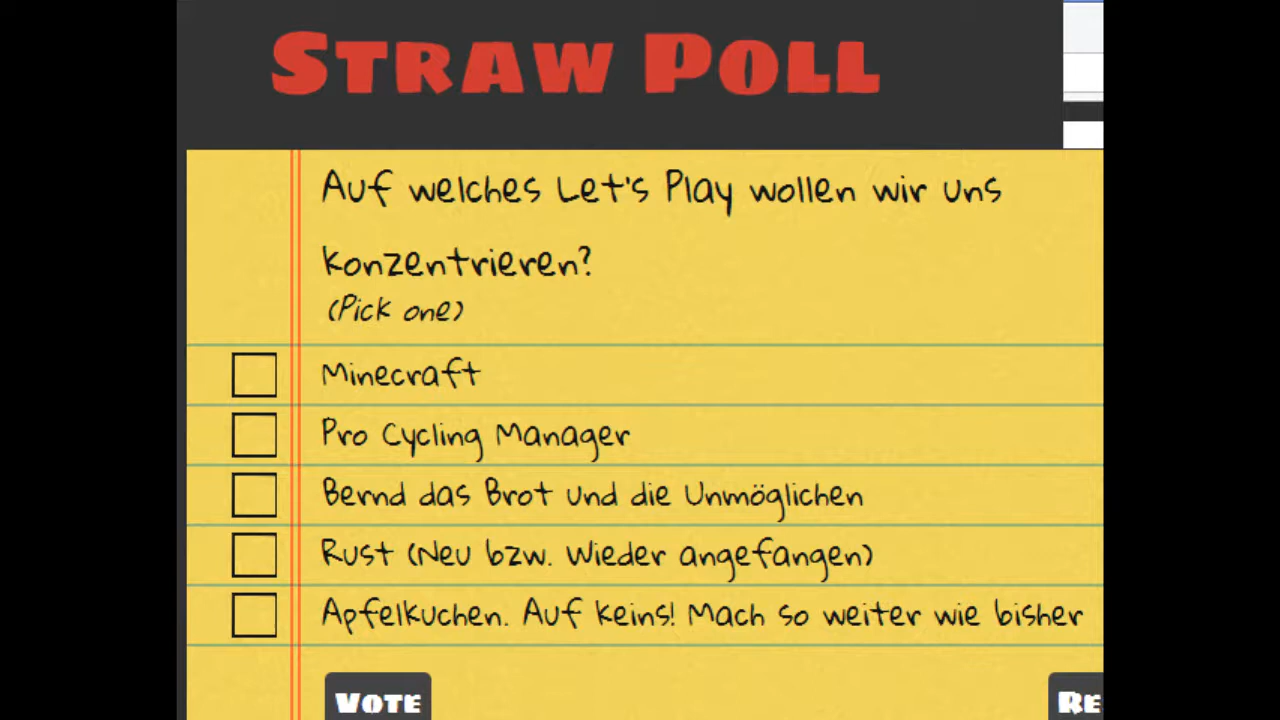 Straw Poll
Auf welches Let's Play wollen wir uns
konzentrieren?
(Pick one)
Minecraft
Pro Cycling Manager
Bernd das Brot und die Unmöglichen
Rust (Neu bzw. Wieder angefangen)
Apfelkuchen. Auf keins! Mach so weiter wie bisher
Vote
Re